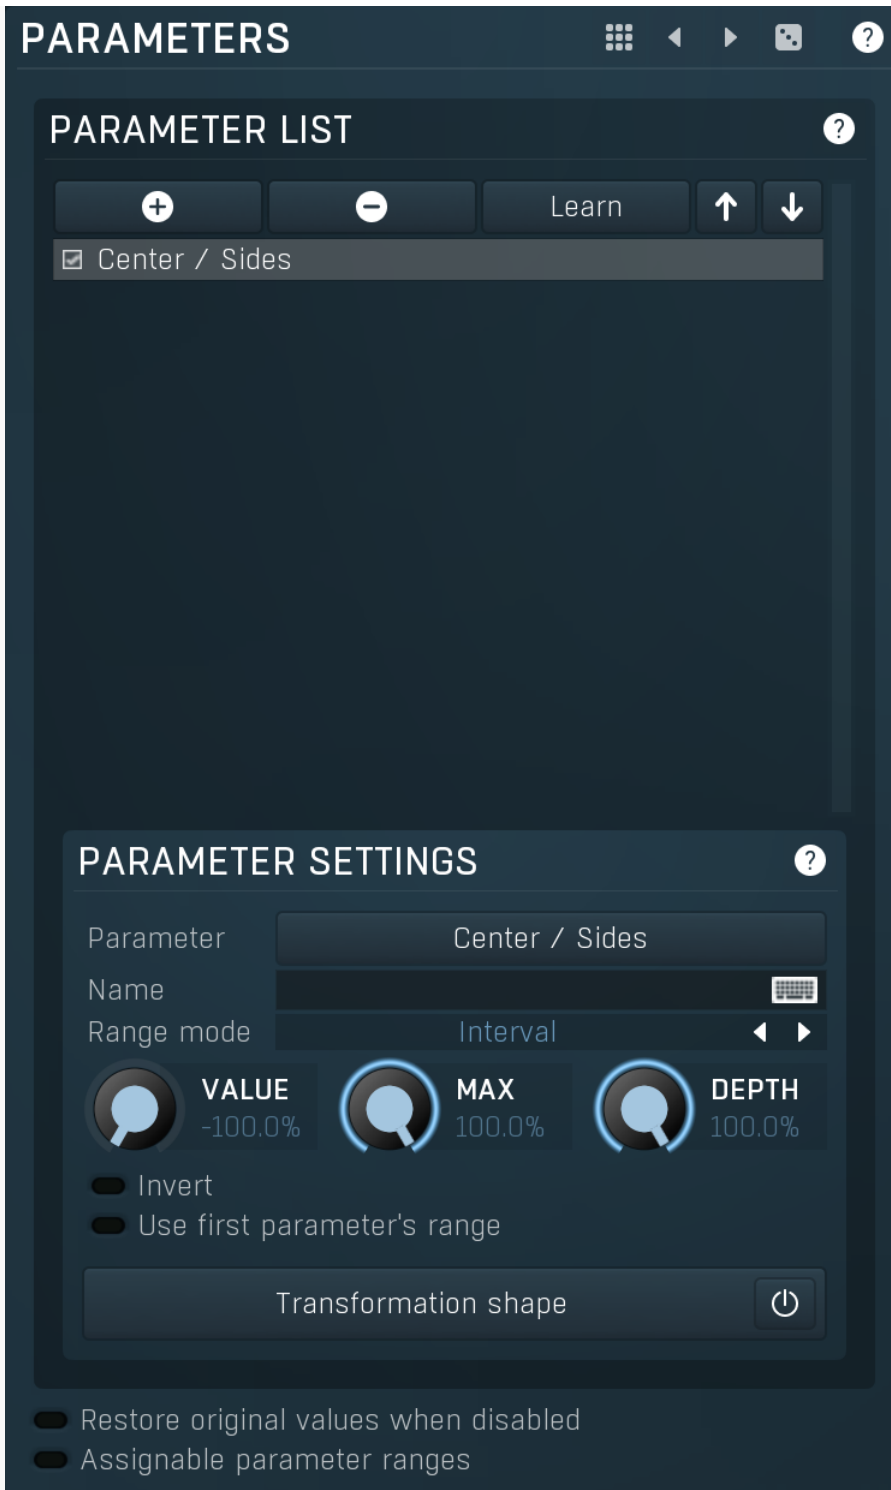 PARAMETERS ?
PARAMETER LIST ?
Learn
Center / Sides
PARAMETER SETTINGS ?
Parameter Center / Sides
Name
Range mode Interval
VALUE MAX DEPTH
-100.0% 100.0% 100.0%
Invert
Use first parameter's range
Transformation shape
Restore original values when disabled
Assignable parameter ranges